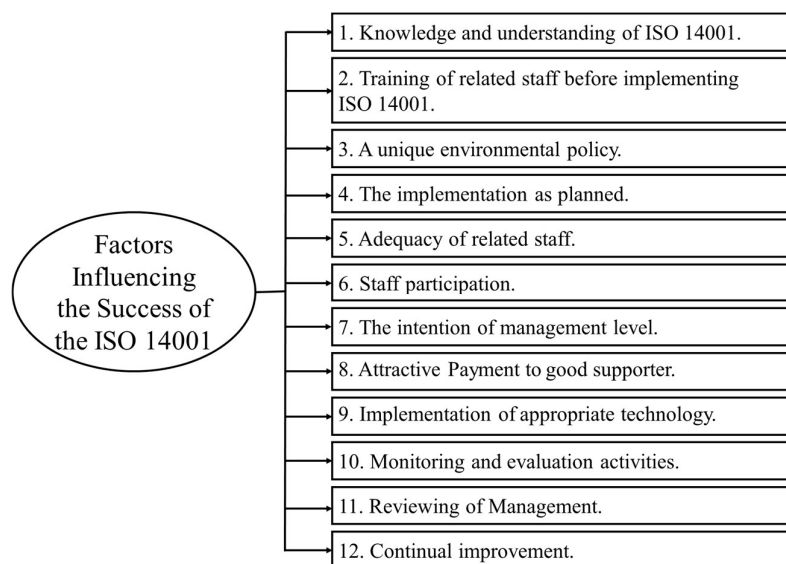 Factors
Influencing
the Success of
the ISO 14001
1. Knowledge and understanding of ISO 14001.
2. Training of related staff before implementing
ISO 14001.
3. A unique environmental policy.
4. The implementation as planned.
5. Adequacy of related staff.
6. Staff participation.
7. The intention of management level.
8. Attractive Payment to good supporter.
9. Implementation of appropriate technology.
10. Monitoring and evaluation activities.
11. Reviewing of Management.
12. Continual improvement.